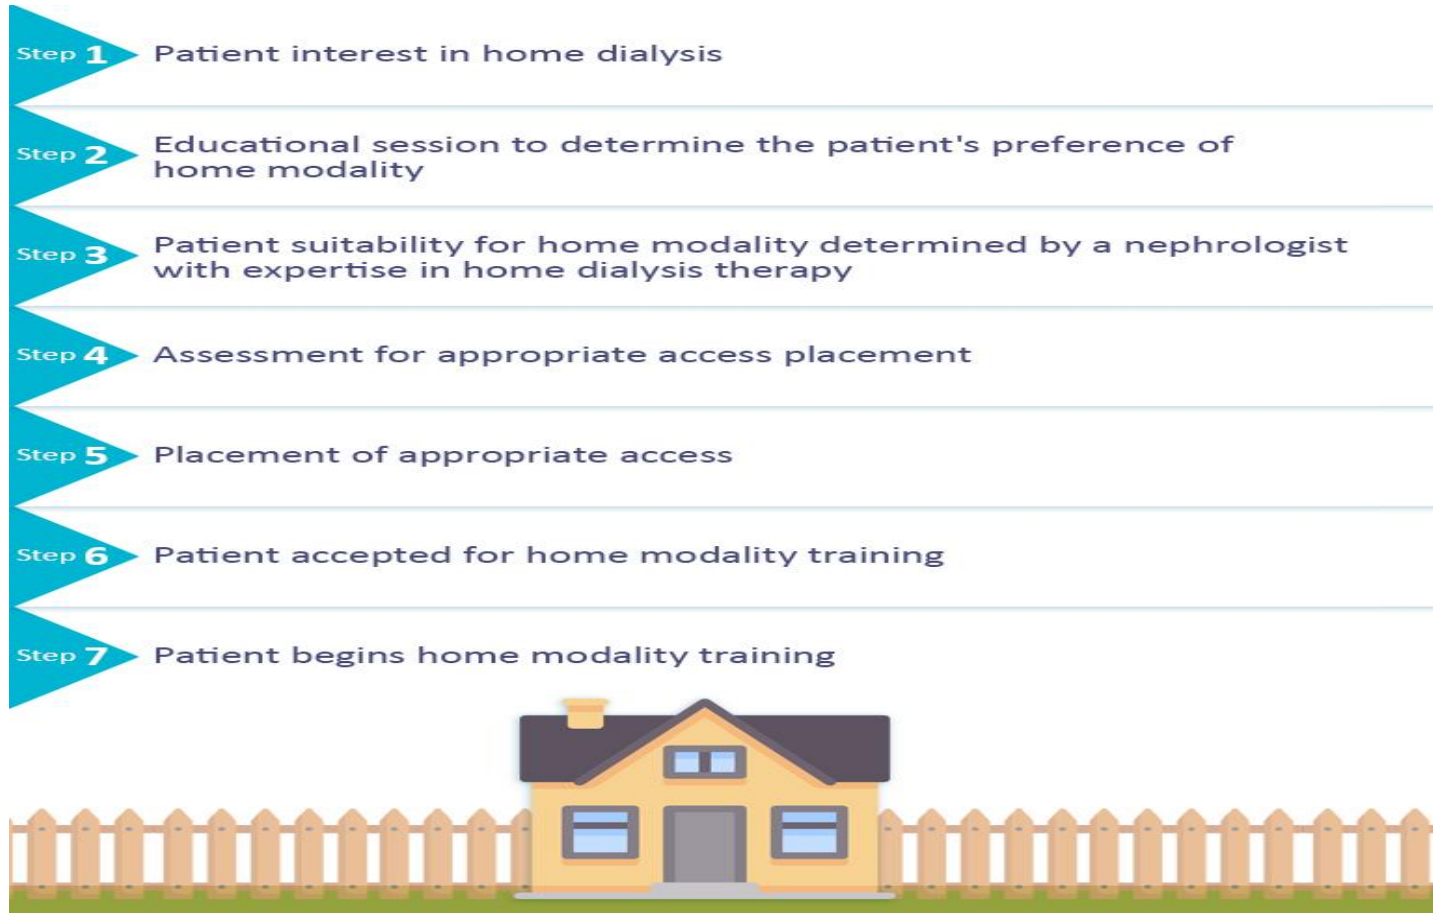 Step 1 Patient interest in home dialysis
Step 2 Educational session to determine the patient's preference of
home modality
Step 3 Patient suitability for home modality determined by a nephrologist
with expertise in home dialysis therapy
Step 4 Assessment for appropriate access placement
Step 5 Placement of appropriate access
Step 6 Patient accepted for home modality training
Step 7 Patient begins home modality training